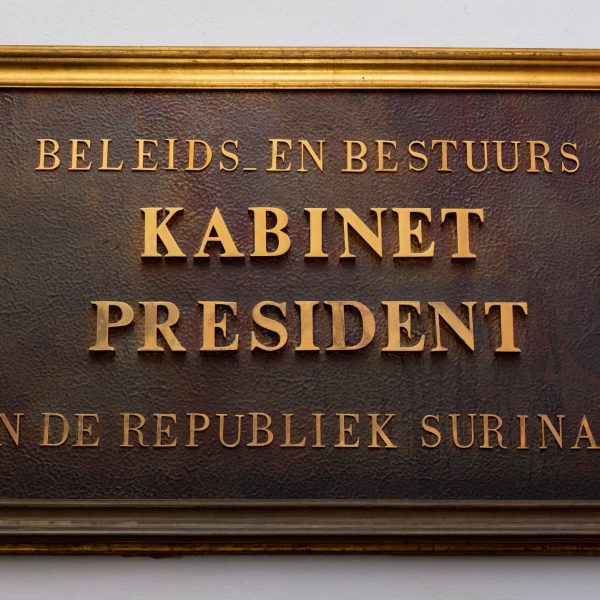 BELEIDS_EN BESTUURS
KABINET
PRESIDENT
N DE REPUBLIEK SURINA